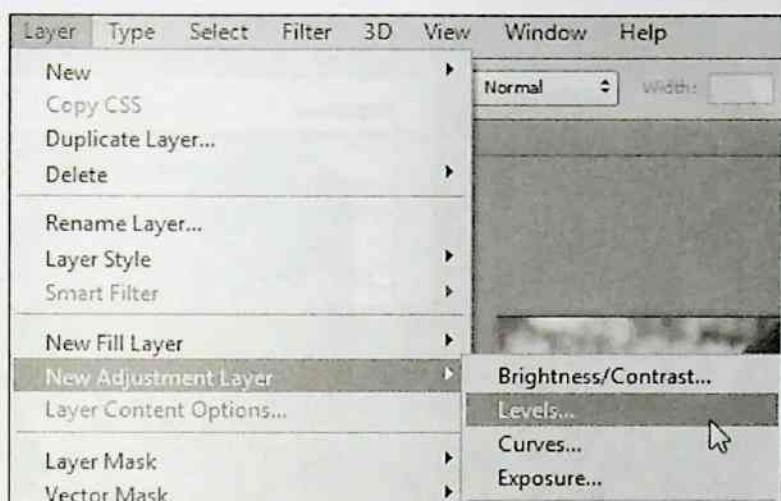 Layer Type Select Filter 3D View Window Help
New
Normal Width:
Copy CSS
Duplicate Layer...
Delete
Rename Layer...
Layer Style
Smart Filter
New Fill Layer
New Adjustment Layer
Brightness/Contrast...
Layer Content Options...
Levels...
Curves...
Layer Mask
Exposure...
Vector Mask